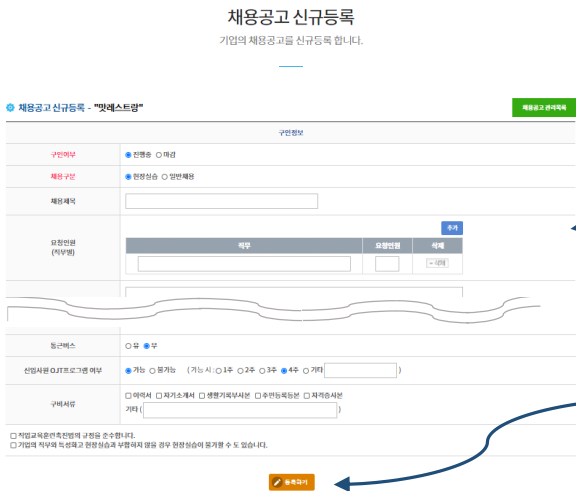 채용공고 신규등록
기업의 채용공고를 신규등록 합니다.
채용공고 신규등록 - "맛레스트랑"
채용공고 관리목록
구인정보
구인여부 진행중 마감
채용구분 현장실습 일반채용
채용제목
추가
요청인원
(직무별)
직무 요청인원 삭제
- 삭제
통근버스 유 부
신입사원 OJT프로그램 여부 가능 불가능 (가능 시 : 1주 2주 3주 4주 기타 )
구비서류 이력서 자기소개서 생활기록부사본 주민등록등본 자격증사본
기타 ( )
직업교육훈련촉진법의 규정을 준수합니다.
기업의 직무와 특성화고 현장실습과 부합하지 않을 경우 현장실습이 불가할 수 도 있습니다.
등록하기